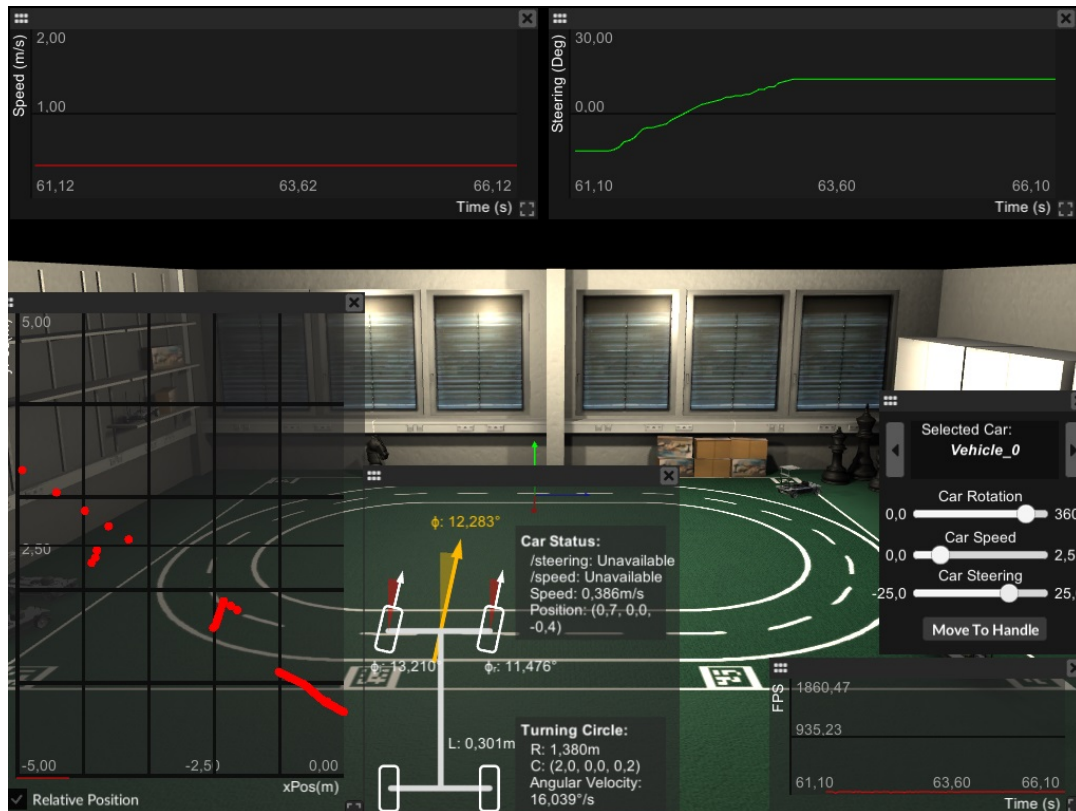 2,00
Speed (m/s)
1,00
61,12
63,62
66,12
Time (s)
30,00
Steering (Deg)
0,00
61,10
63,60
66,10
Time (s)
5,00
2,50
-5,00
-2,50
0,00
xPos(m)
Relative Position
ϕ: 12,283°
13,210
11,476°
L: 0,301m
Car Status:
/steering: Unavailable
/speed: Unavailable
Speed: 0,386m/s
Position: (0,7, 0,0,
-0,4)
Turning Circle:
R: 1,380m
C: (2,0, 0,0, 0,2)
Angular Velocity:
16,039°/s
Selected Car:
Vehicle_0
Car Rotation
0,0
360
Car Speed
0,0
2,5
Car Steering
-25,0
25,
Move To Handle
FPS
1860,47
935,23
61,10
63,60
66,10
Time (s)